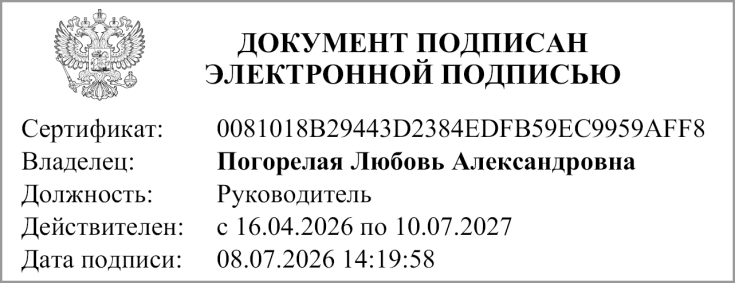 ДОКУМЕНТ ПОДПИСАН
ЭЛЕКТРОННОЙ ПОДПИСЬЮ
Сертификат: 0081018B29443D2384EDFB59EC9959AFF8
Владелец: Погорелая Любовь Александровна
Должность: Руководитель
Действителен: с 16.04.2026 по 10.07.2027
Дата подписи: 08.07.2026 14:19:58